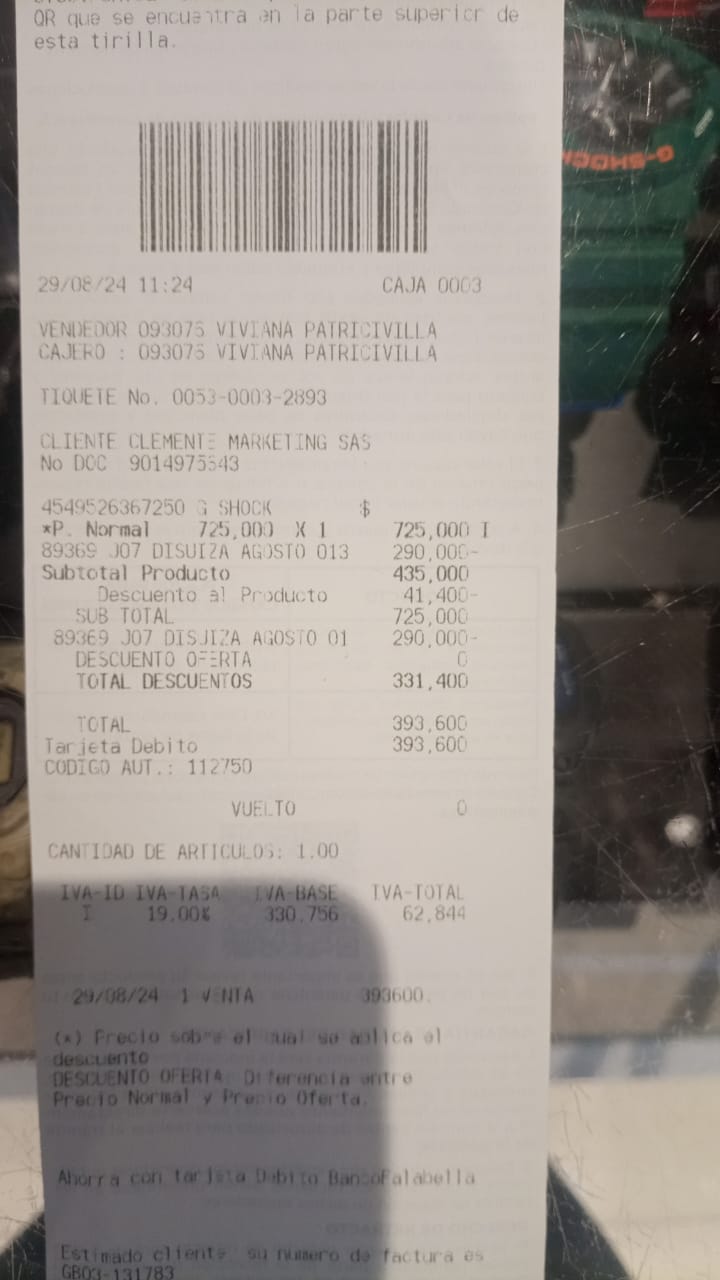 QR que se encuentra en la parte superior de
esta tirilla.
G-SHOCK
29/08/24 11:24 CAJA 0003
VENDEDOR 093075 VIVIANA PATRICIVILLA
CAJERO : 093075 VIVIANA PATRICIVILLA
TIQUETE No. 0053-0003-2893
CLIENTE CLEMENTE MARKETING SAS
No DOC 9014975543
4549526367250 G SHOCK $
*P. Normal 725,000 X 1 725,000 I
89369 J07 DISUIZA AGOSTO 013 290,000-
Subtotal Producto 435,000
Descuento al Producto 41,400-
SUB TOTAL 725,000
89369 J07 DISUIZA AGOSTO 01 290,000-
DESCUENTO OFERTA 0
TOTAL DESCUENTOS 331,400
TOTAL 393,600
Tarjeta Debito 393,600
CODIGO AUT.: 112750
VUELTO 0
CANTIDAD DE ARTICULOS: 1.00
IVA-ID IVA-TASA IVA-BASE IVA-TOTAL
I 19.00% 330,756 62,844
29/08/24 1 VENTA 393600.
(*) Precio sobre el cual se aplica el
descuento
DESCUENTO OFERTA: Diferencia entre
Precio Normal y Precio Oferta.
Ahorra con tarjeta Debito BancoFalabella
Estimado cliente su numero de factura es
GB03-131783